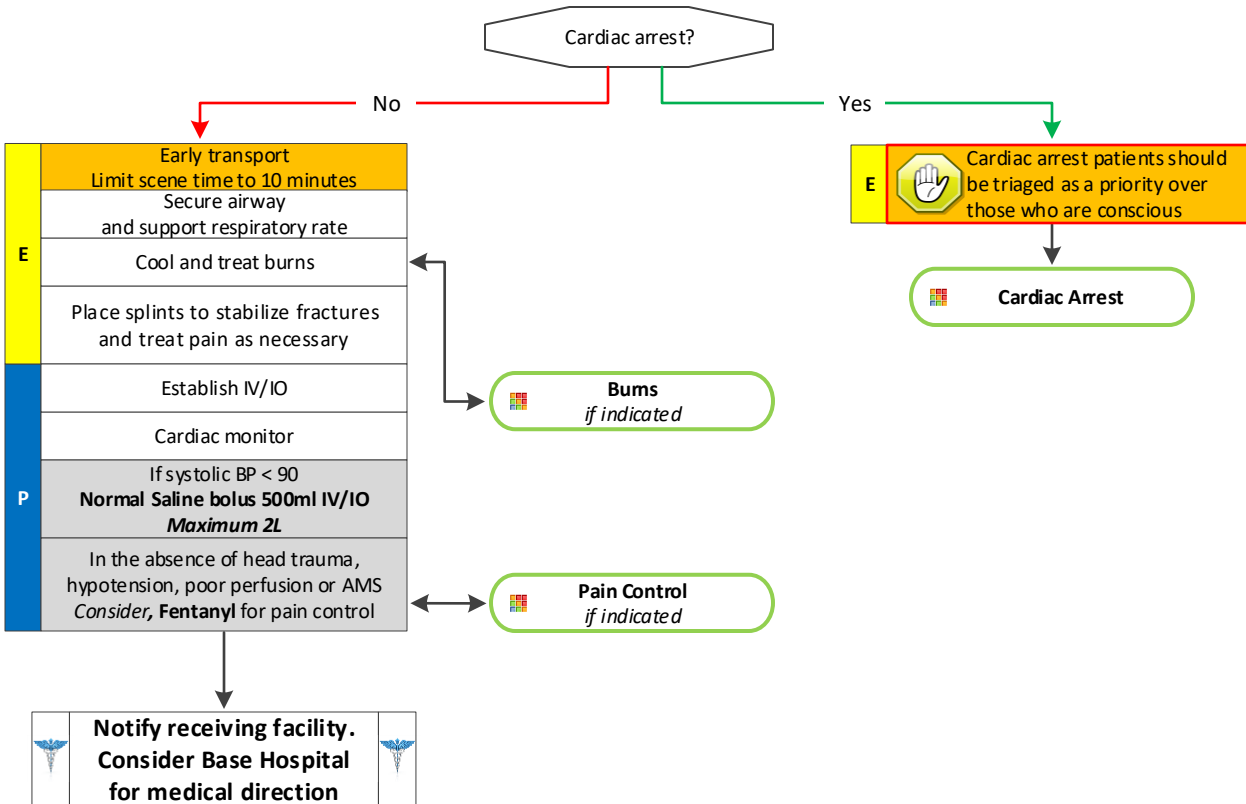 Cardiac arrest?
No
Yes
E
Early transport
Limit scene time to 10 minutes
Secure airway
and support respiratory rate
Cool and treat burns
Place splints to stabilize fractures
and treat pain as necessary
P
Establish IV/IO
Cardiac monitor
If systolic BP < 90
Normal Saline bolus 500ml IV/IO
Maximum 2L
In the absence of head trauma,
hypotension, poor perfusion or AMS
Consider, Fentanyl for pain control
E
Cardiac arrest patients should
be triaged as a priority over
those who are conscious
Cardiac Arrest
Burns
if indicated
Pain Control
if indicated
Notify receiving facility.
Consider Base Hospital
for medical direction